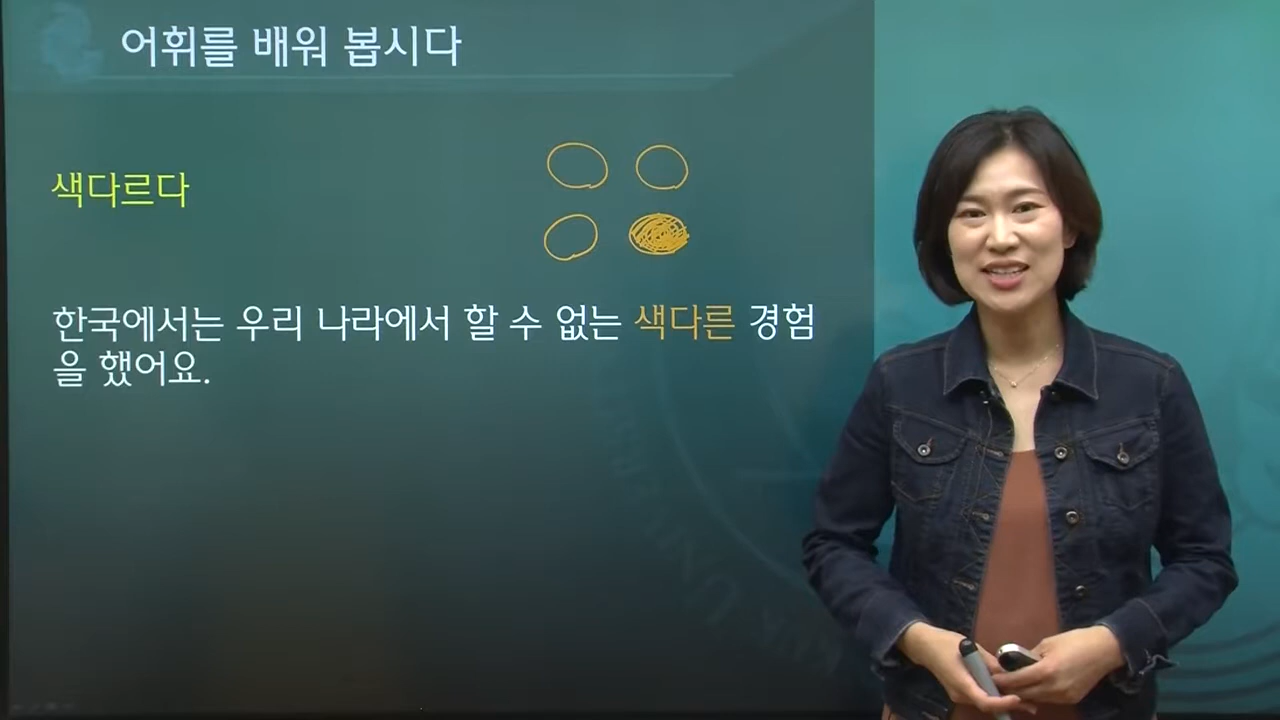 어휘를 배워 봅시다
색다르다
한국에서는 우리 나라에서 할 수 없는 색다른 경험
을 했어요.